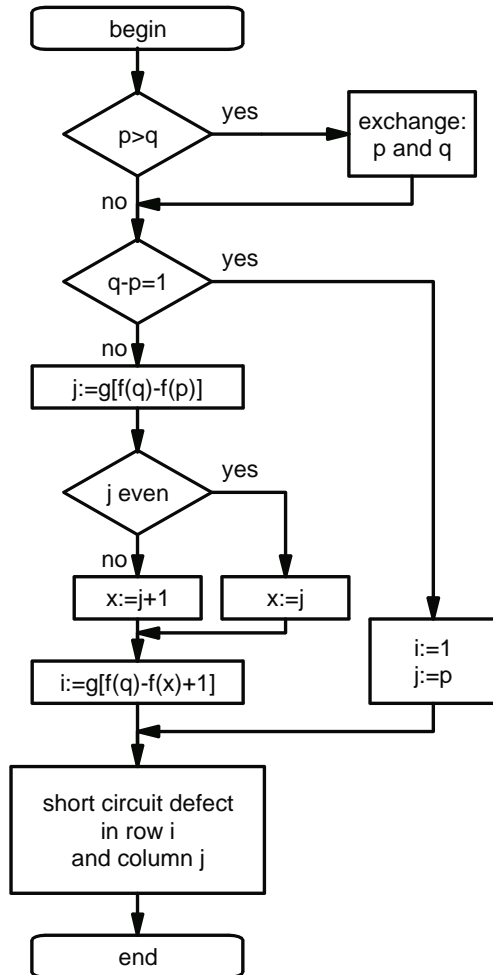 begin
p>q
yes
exchange:
p and q
no
q-p=1
yes
no
j:=g[f(q)-f(p)]
j even
yes
no
x:=j+1
x:=j
i:=1
j:=p
i:=g[f(q)-f(x)+1]
short circuit defect
in row i
and column j
end